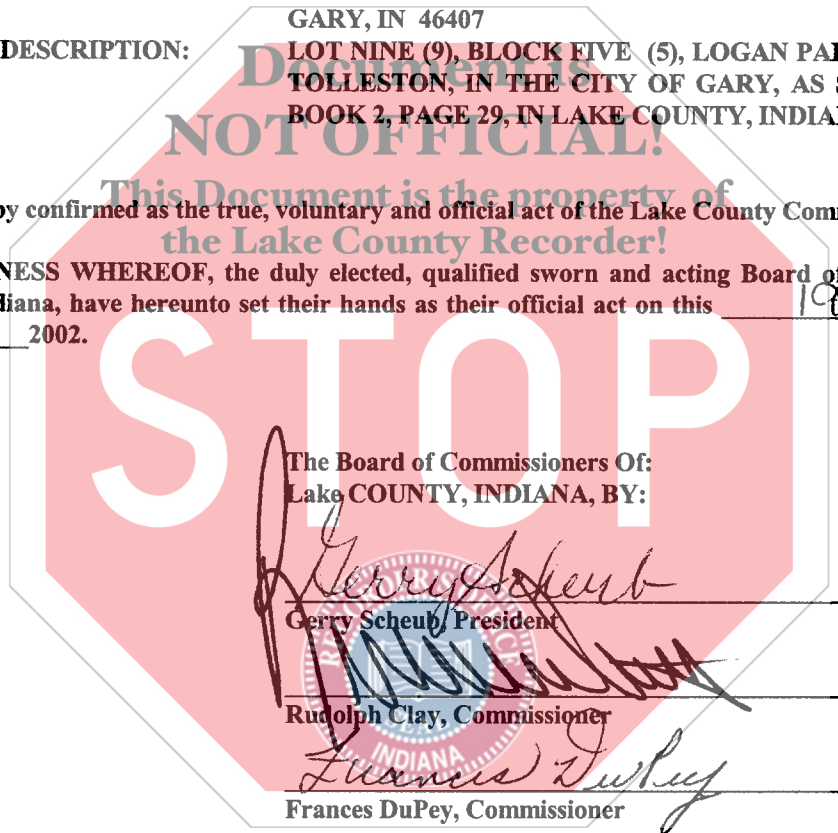 GARY, IN 46407
DESCRIPTION: LOT NINE (9), BLOCK FIVE (5), LOGAN PA
TOLLESTON, IN THE CITY OF GARY, AS
BOOK 2, PAGE 29, IN LAKE COUNTY, INDIA
Document is
NOT OFFICIAL!
This Document is the property of
the Lake County Recorder!
by confirmed as the true, voluntary and official act of the Lake County Com
NESS WHEREOF, the duly elected, qualified sworn and acting Board of
diana, have hereunto set their hands as their official act on this
2002.
STOP
The Board of Commissioners Of:
Lake COUNTY, INDIANA, BY:
Gerry Scheub
Gerry Scheub, President
Rudolph Clay, Commissioner
Frances DuPey
Frances DuPey, Commissioner
RECORDER'S OFFICE
INDIANA